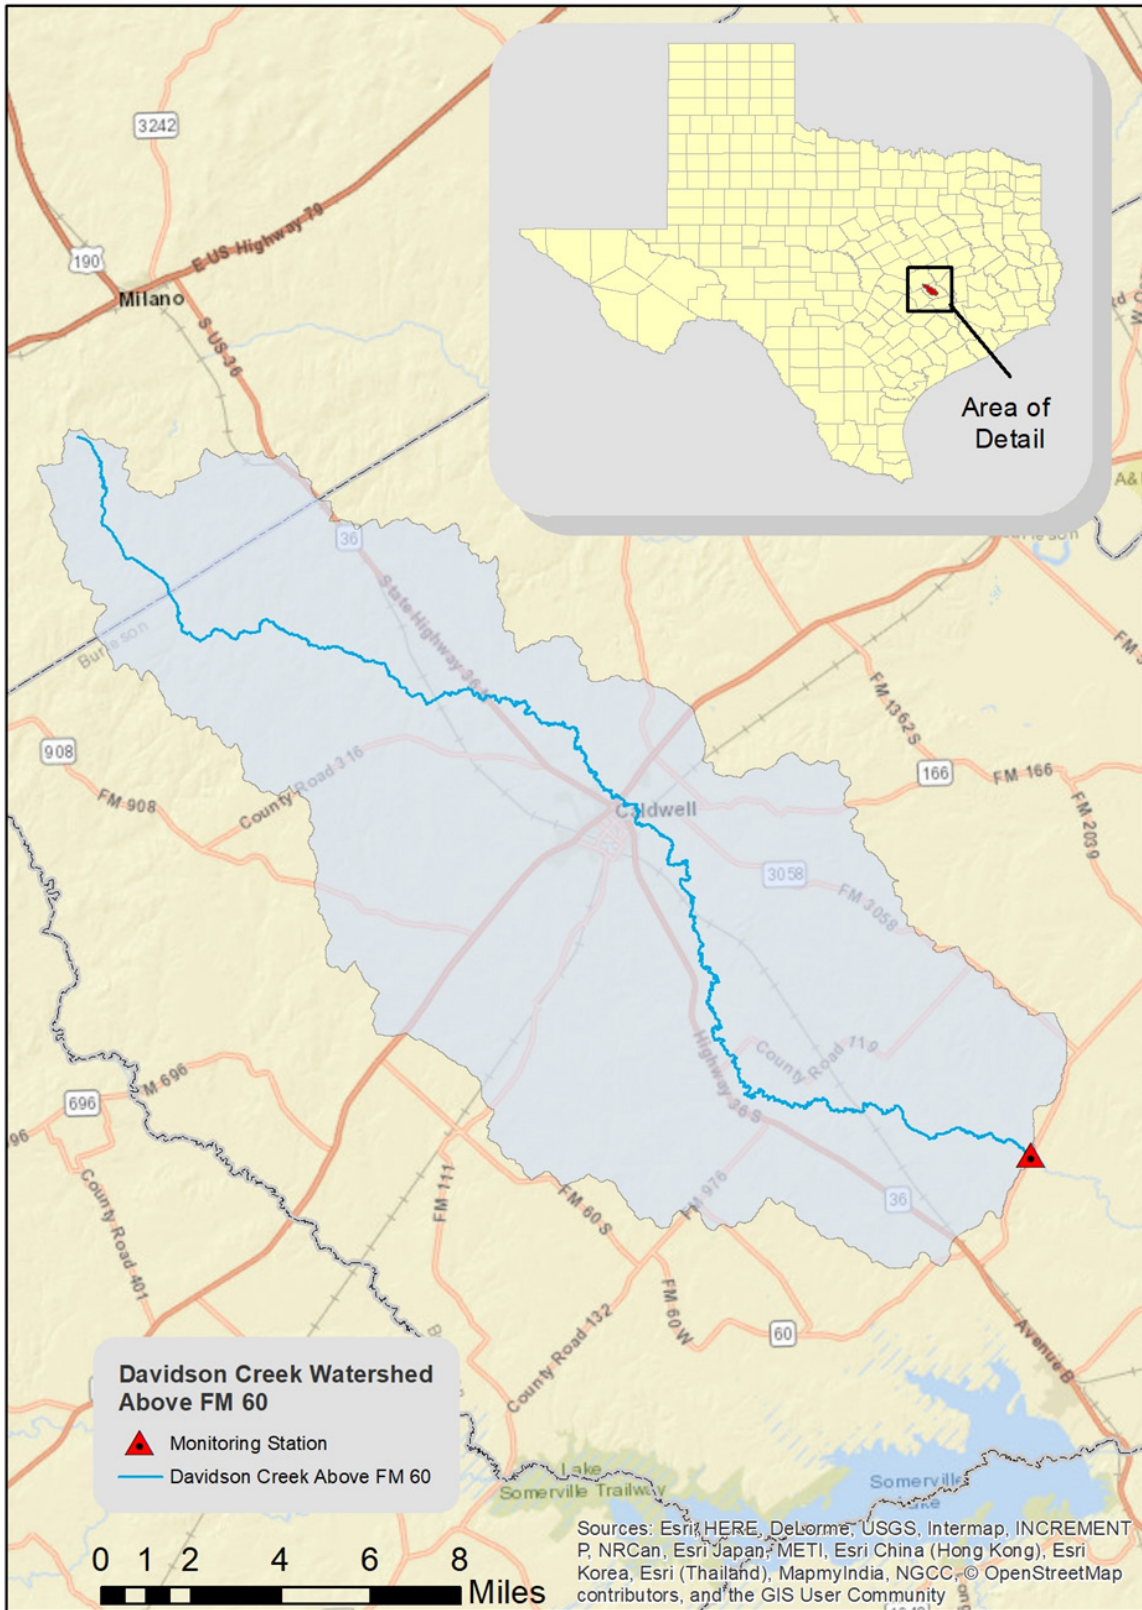 3242
E US Highway 79
190
Milano
S US 36
Area of
Detail
36
State Highway 36 N
Burleson
908
FM 908
County Road 316
FM 1362 S
166
FM 166
FM 2039
Caldwell
3058
FM 3058
County Road 119
Highway 36 S
696
County Road 401
FM 111
FM 60 S
FM 976
36
FM 60 W
60
County Road 132
Avenue B
Davidson Creek Watershed
Above FM 60
Monitoring Station
Davidson Creek Above FM 60
Lake
Somerville Trailway
Somerville
Lake
0 1 2 4 6 8
Miles
Sources: Esri, HERE, DeLorme, USGS, Intermap, INCREMENT
P, NRCan, Esri Japan, METI, Esri China (Hong Kong), Esri
Korea, Esri (Thailand), MapmyIndia, NGCC, © OpenStreetMap
contributors, and the GIS User Community